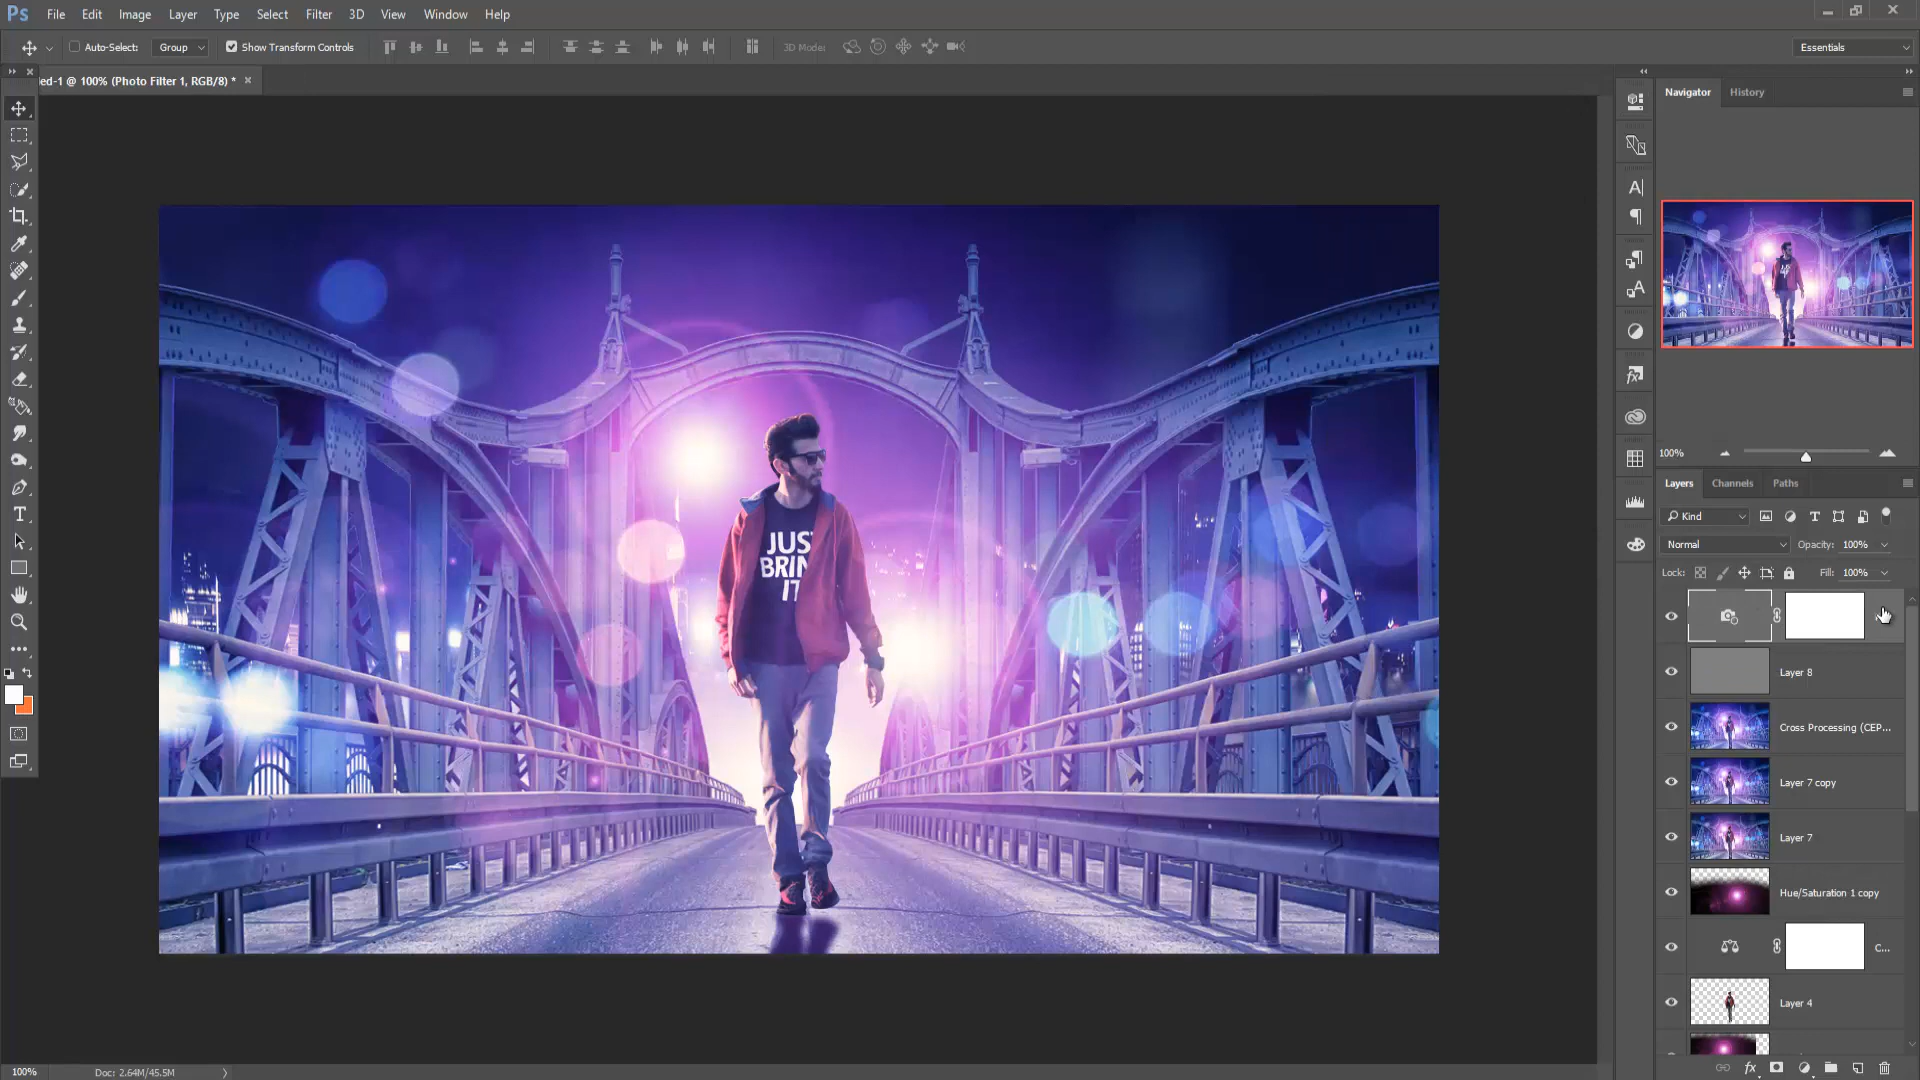 Ps File Edit Image Layer Type Select Filter 3D View Window Help
Auto-Select: Group Show Transform Controls 3D Mode: Essentials
ed-1 @ 100% (Photo Filter 1, RGB/8) *
Navigator History
JUST
BRIN
IT
100%
Layers Channels Paths
Kind
Normal Opacity: 100%
Lock: Fill: 100%
Layer 8
Cross Processing (CEP...
Layer 7 copy
Layer 7
Hue/Saturation 1 copy
C...
Layer 4
100% Doc: 2.64M/45.5M